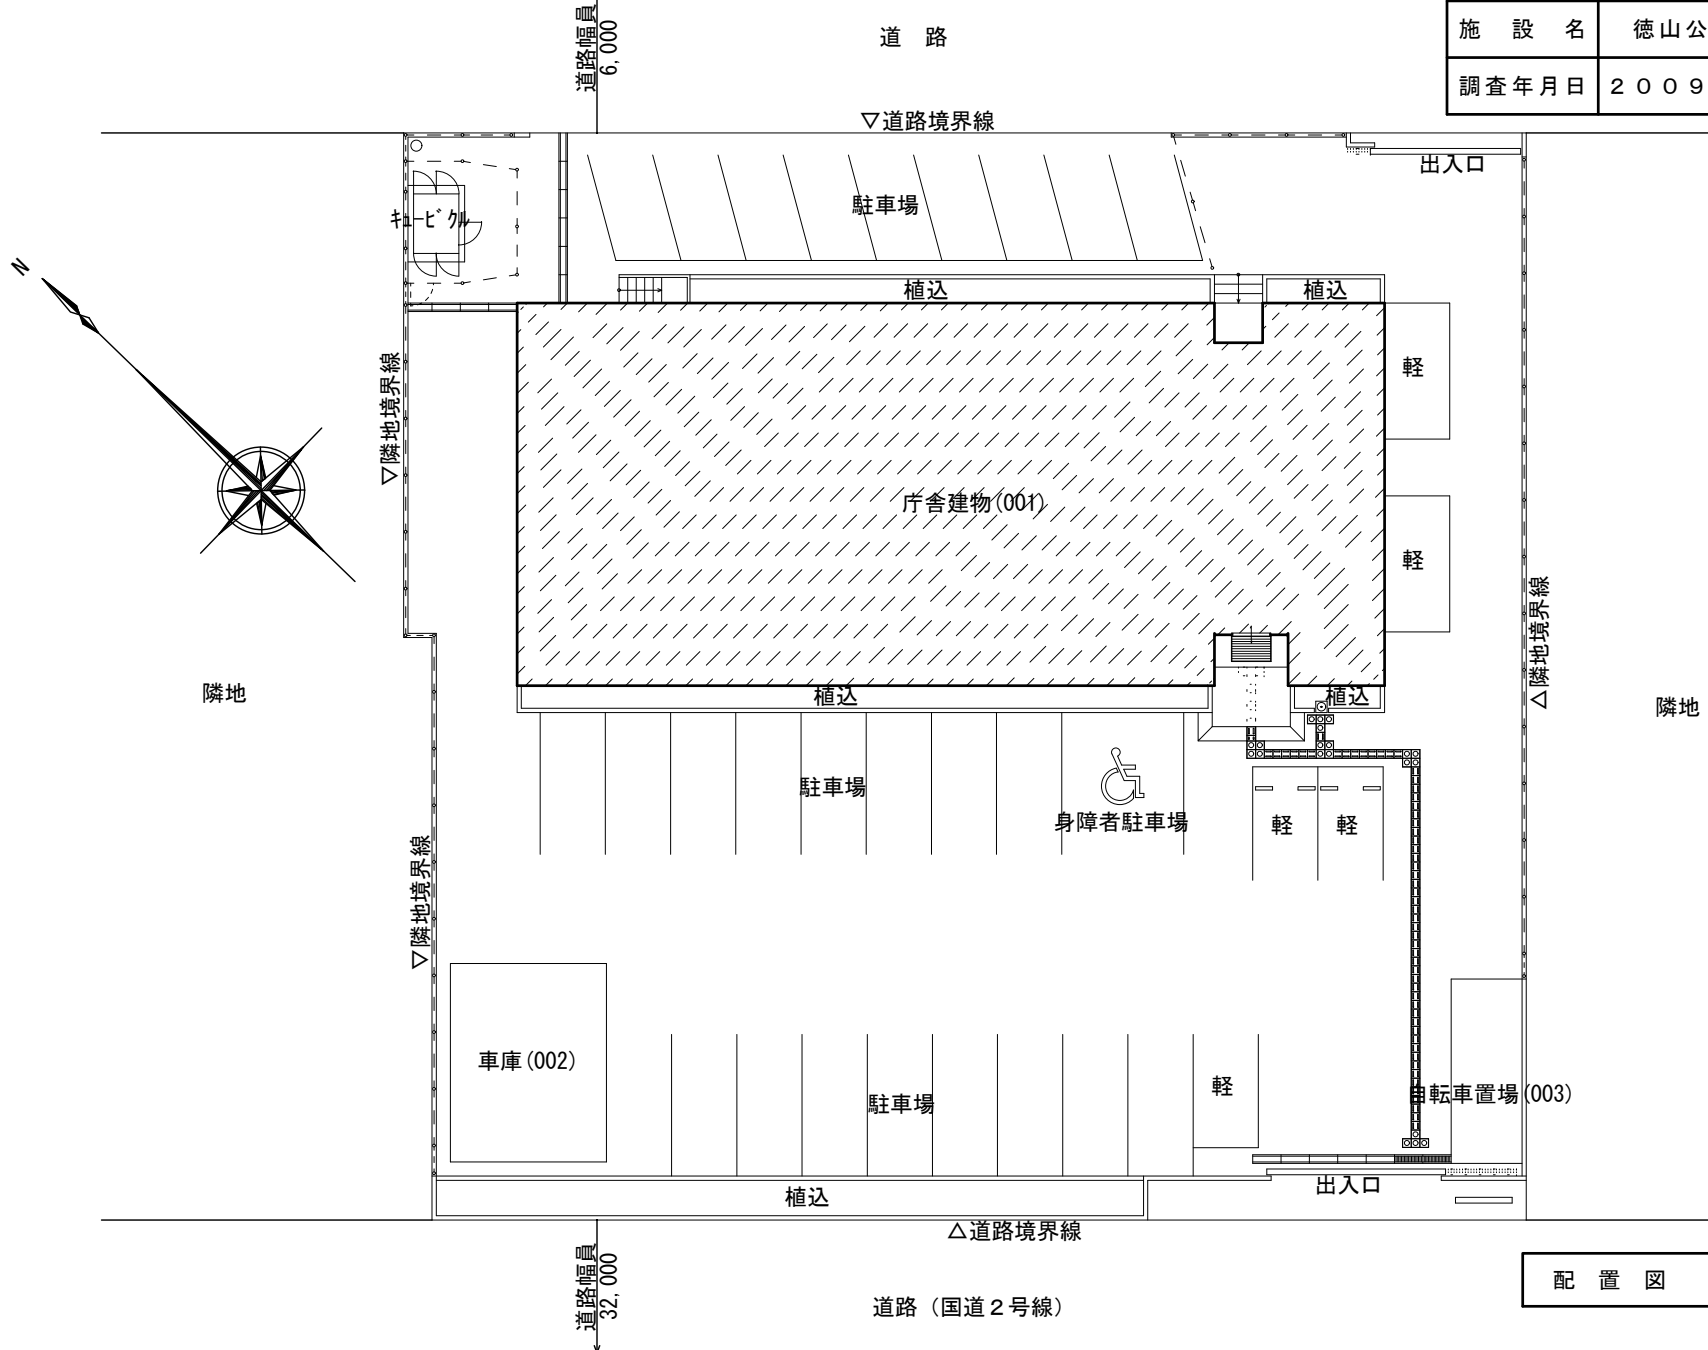 道路幅員
6,000
道 路
施 設 名
徳山公
調査年月日
２００９
▽道路境界線
出入口
駐車場
キュービクル
N
植込
植込
▽隣地境界線
軽
庁舎建物(001)
軽
△隣地境界線
隣地
植込
植込
隣地
駐車場
身障者駐車場
軽
軽
▽隣地境界線
車庫(002)
駐車場
軽
自転車置場(003)
出入口
植込
△道路境界線
道路幅員
32,000
道路（国道２号線）
配 置 図